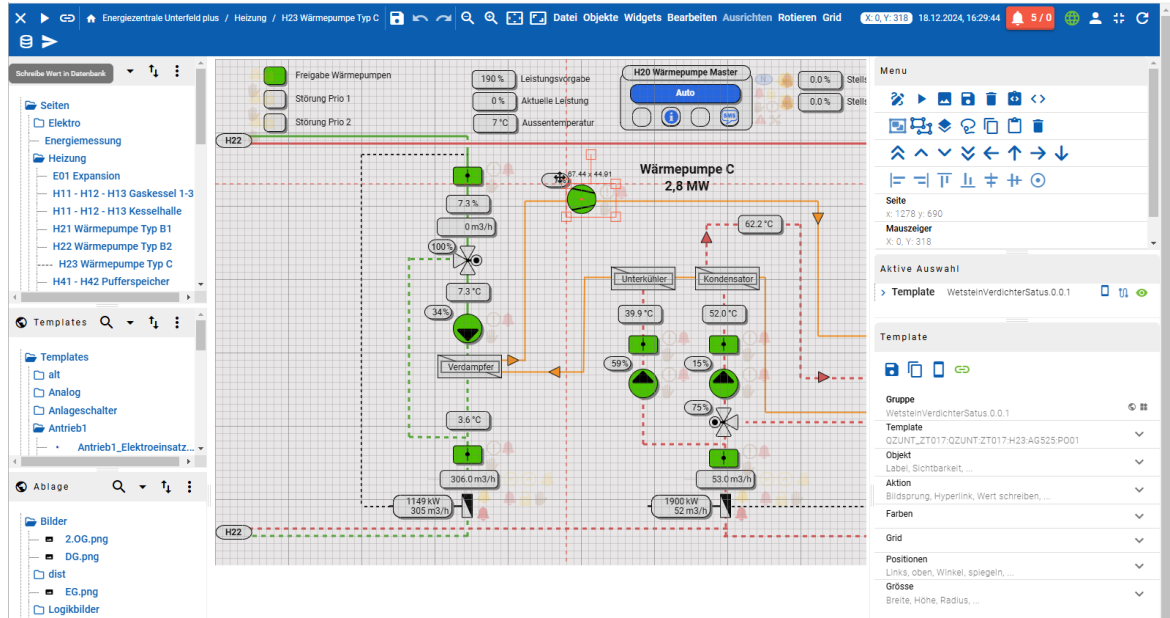 Energiezentrale Unterfeld plus / Heizung / H23 Wärmepumpe Typ C
Datei Objekte Widgets Bearbeiten Ausrichten Rotieren Grid
X: 0, Y: 318
18.12.2024, 16:29:44
5 / 0
Schreibe Wert in Datenbank
Seiten
Elektro
Energiemessung
Heizung
E01 Expansion
H11 - H12 - H13 Gaskessel 1-3
H11 - H12 - H13 Kesselhalle
H21 Wärmepumpe Typ B1
H22 Wärmepumpe Typ B2
H23 Wärmepumpe Typ C
H41 - H42 Pufferspeicher
Templates
Templates
alt
Analog
Anlageschalter
Antrieb1
Antrieb1_Elektroeinsatz...
Ablage
Bilder
2.OG.png
DG.png
dist
EG.png
Logikbilder
Freigabe Wärmepumpen
Störung Prio 1
Störung Prio 2
190 % Leistungsvorgabe
0 % Aktuelle Leistung
7 °C Aussentemperatur
H20 Wärmepumpe Master
Auto
SMS
0.0 % Stells
0.0 % Stells
H22
67.44 x 44.91
Wärmepumpe C
2,8 MW
7.3 %
0 m3/h
100%
62.2 °C
Unterkühler
Kondensator
7.3 °C
34%
39.9 °C
52.0 °C
Verdampfer
59%
15%
75%
3.6 °C
306.0 m3/h
53.0 m3/h
1149 kW
305 m3/h
1900 kW
52 m3/h
H22
Menu
Seite
x: 1278 y: 690
Mauszeiger
X: 0, Y: 318
Aktive Auswahl
Template WetsteinVerdichterSatus.0.0.1
Template
Gruppe
WetsteinVerdichterSatus.0.0.1
Template
QZUNT_ZT017:QZUNT:ZT017:H23:AG525:PO01
Objekt
Label, Sichtbarkeit, ...
Aktion
Bildsprung, Hyperlink, Wert schreiben, ...
Farben
Grid
Positionen
Links, oben, Winkel, spiegeln, ...
Grösse
Breite, Höhe, Radius, ...